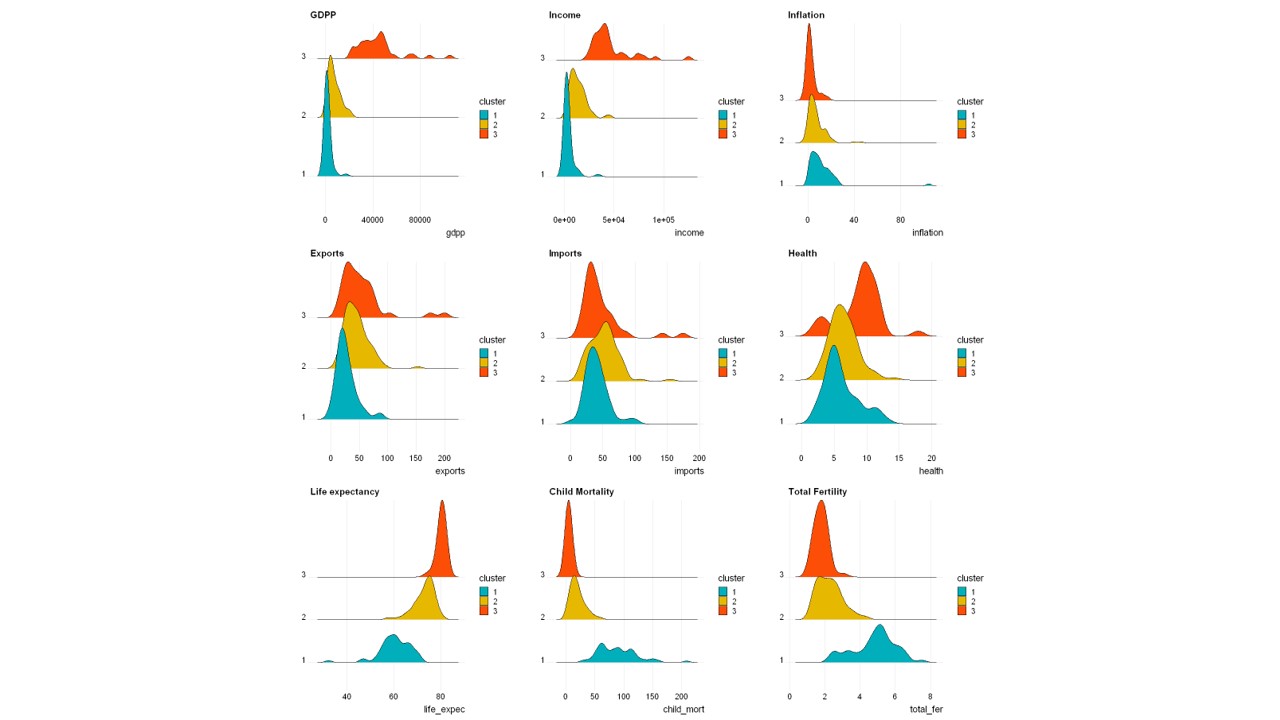 GDPP
3
2
1
0 40000 80000
gdpp
cluster
1
2
3
Income
3
2
1
0e+00 5e+04 1e+05
income
cluster
1
2
3
Inflation
3
2
1
0 40 80
inflation
cluster
1
2
3
Exports
3
2
1
0 50 100 150 200
exports
cluster
1
2
3
Imports
3
2
1
0 50 100 150 200
imports
cluster
1
2
3
Health
3
2
1
0 5 10 15 20
health
cluster
1
2
3
Life expectancy
3
2
1
40 60 80
life_expec
cluster
1
2
3
Child Mortality
3
2
1
0 50 100 150 200
child_mort
cluster
1
2
3
Total Fertility
3
2
1
0 2 4 6 8
total_fer
cluster
1
2
3